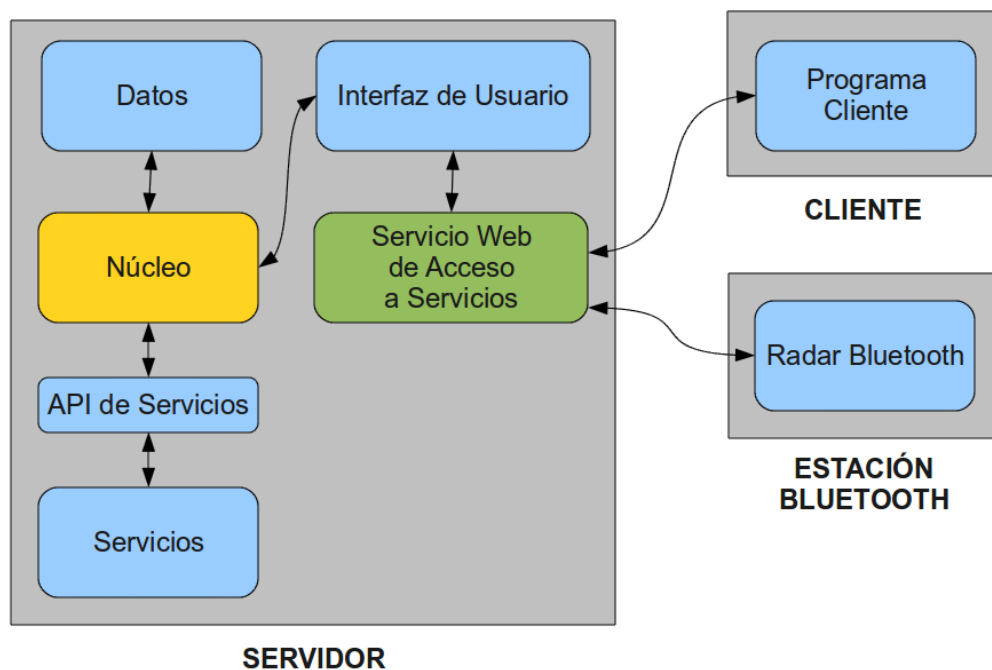 Datos
Interfaz de Usuario
Núcleo
Servicio Web
de Acceso
a Servicios
API de Servicios
Servicios
SERVIDOR
Programa
Cliente
CLIENTE
Radar Bluetooth
ESTACIÓN
BLUETOOTH